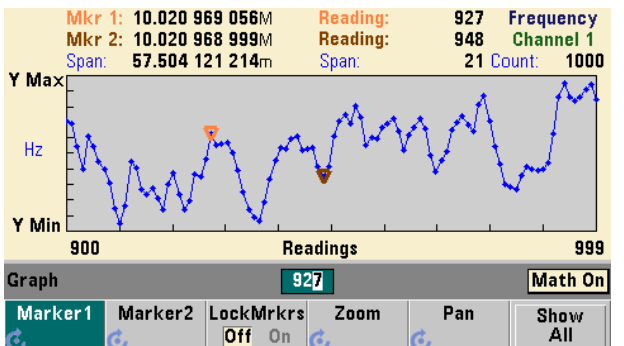 Mkr 1: 10.020 969 056M Reading: 927 Frequency
Mkr 2: 10.020 968 999M Reading: 948 Channel 1
Span: 57.504 121 214m Span: 21 Count: 1000
Y Max
Hz
Y Min
900 Readings 999
Graph 927 Math On
Marker1 Marker2 LockMrkrs Zoom Pan Show
Off On All